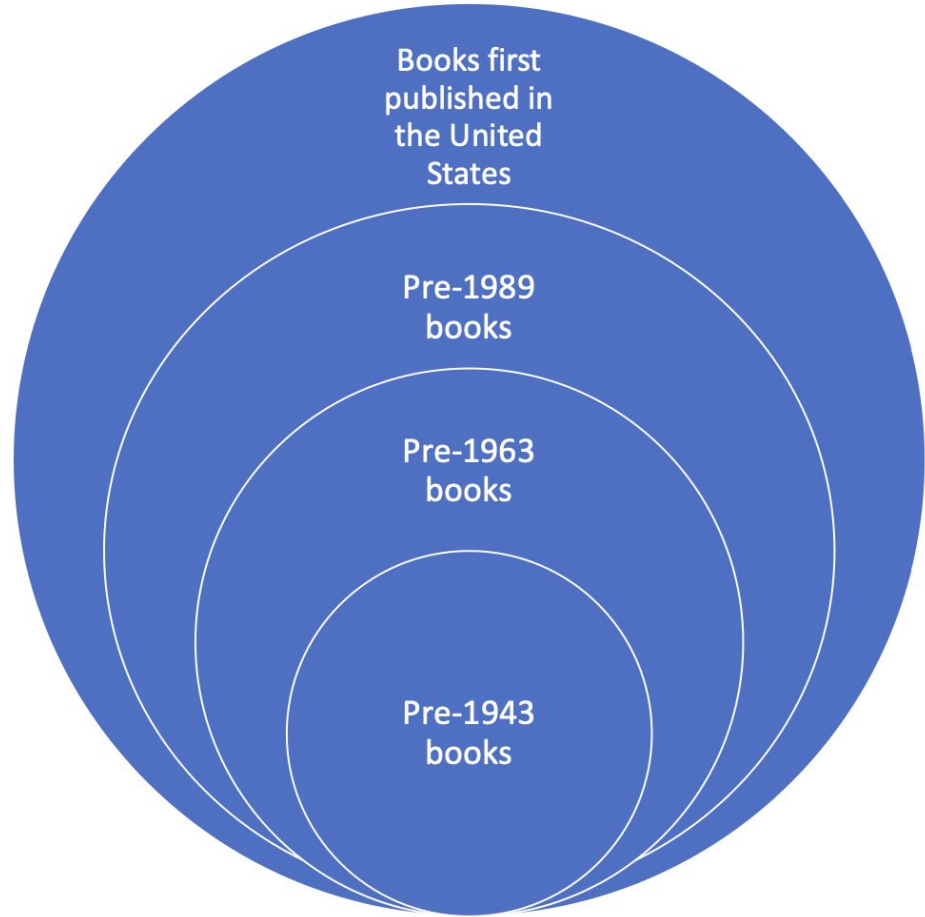 Books first
published in
the United
States
Pre-1989
books
Pre-1963
books
Pre-1943
books